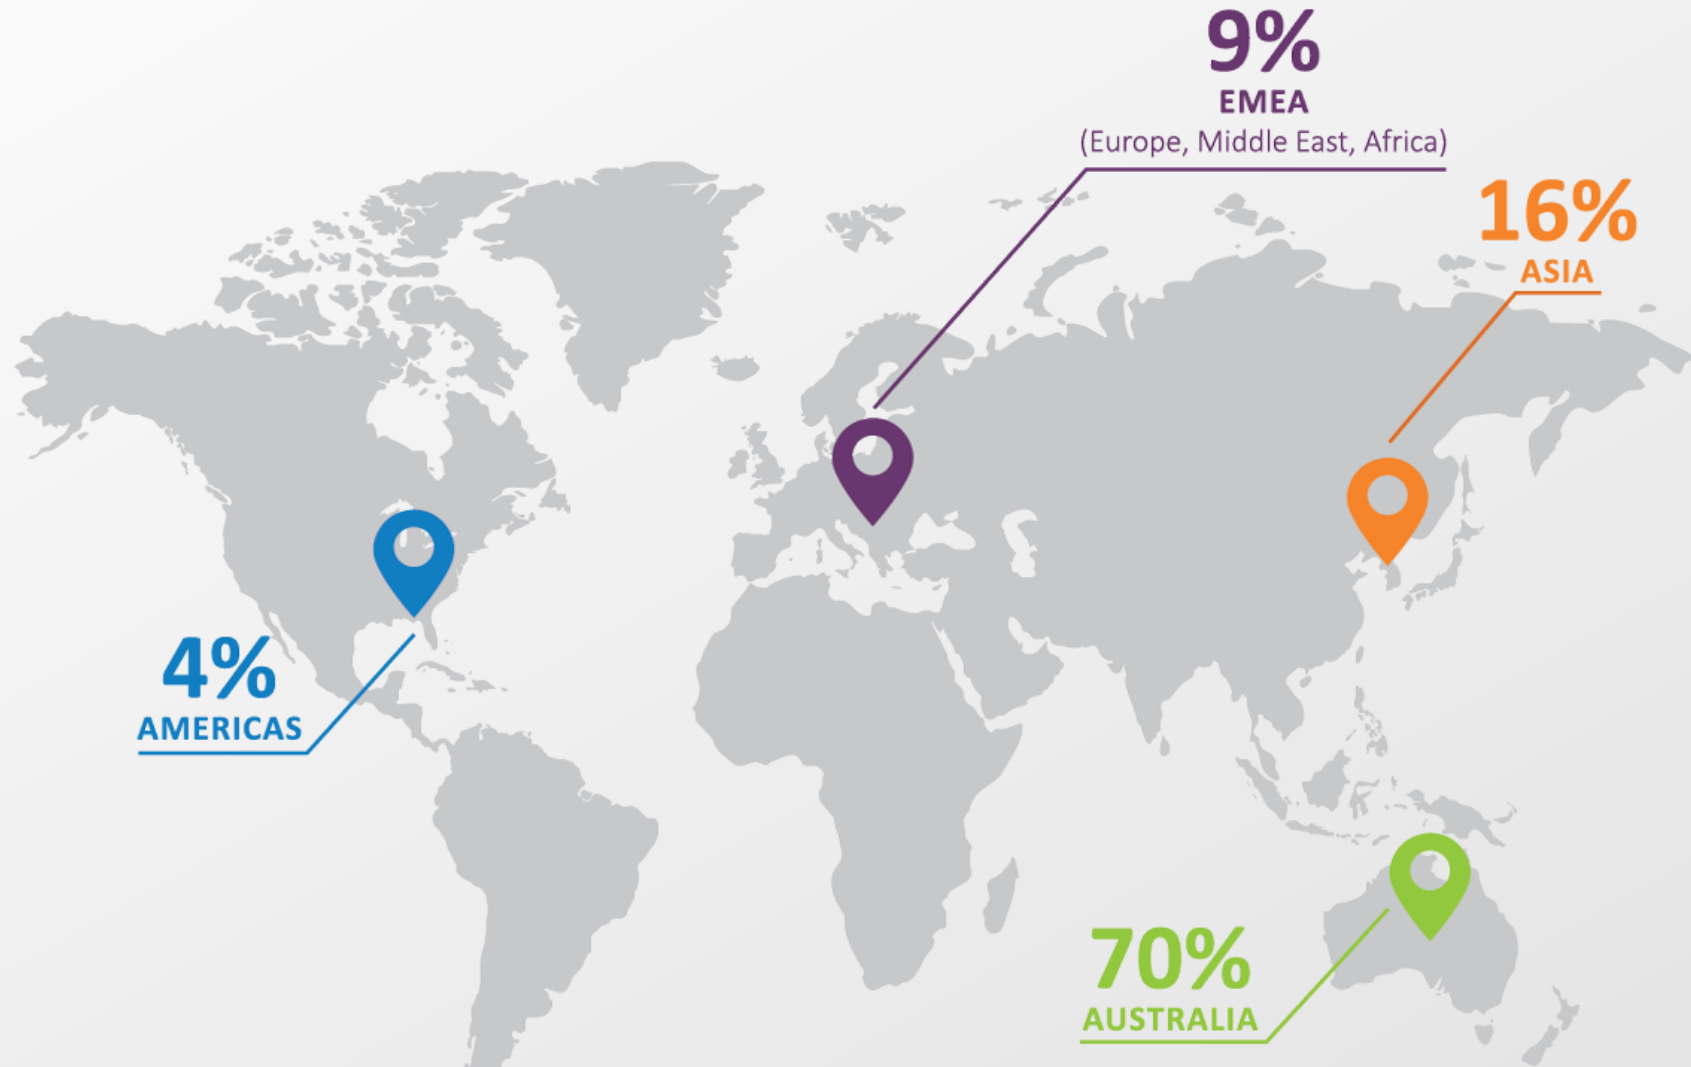 9%
EMEA
(Europe, Middle East, Africa)
16%
ASIA
4%
AMERICAS
70%
AUSTRALIA